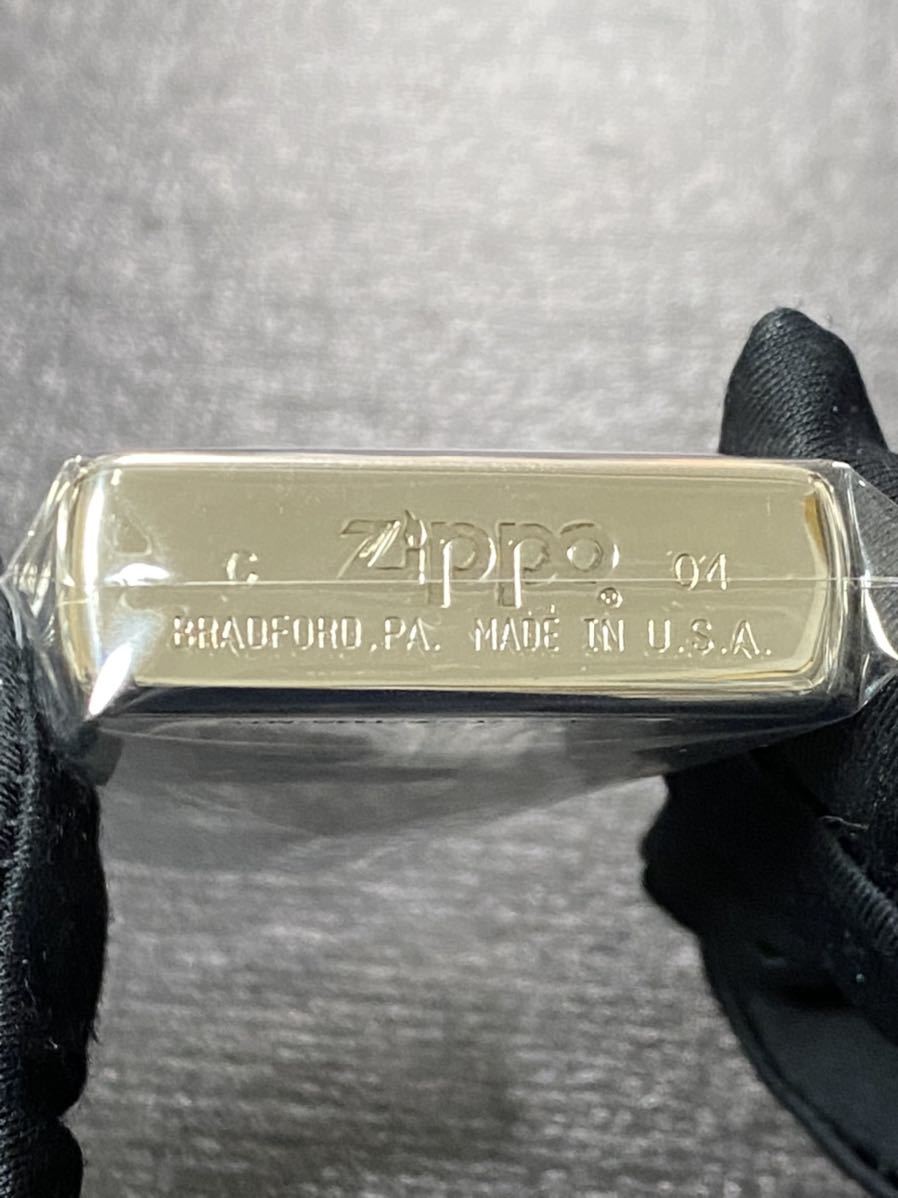 C Zippo ® 04
BRADFORD,PA. MADE IN U.S.A.